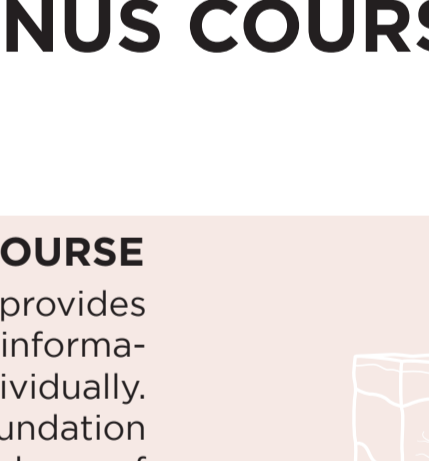 NUS COURS
OURSE
provides
informa-
ividually.
undation